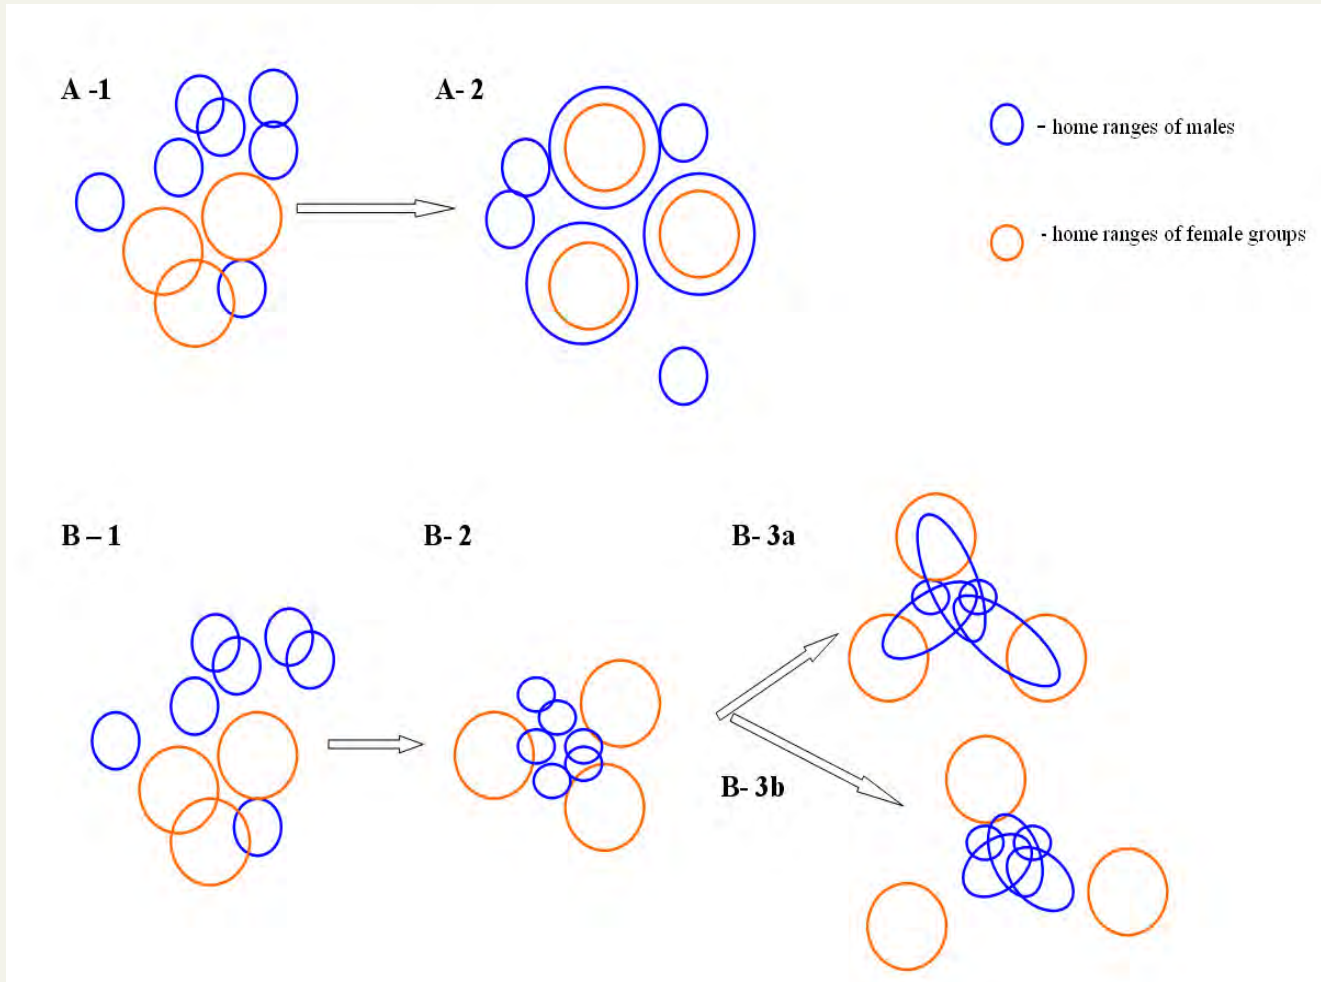 A -1
A- 2
- home ranges of males
- home ranges of female groups
B – 1
B- 2
B- 3a
B- 3b